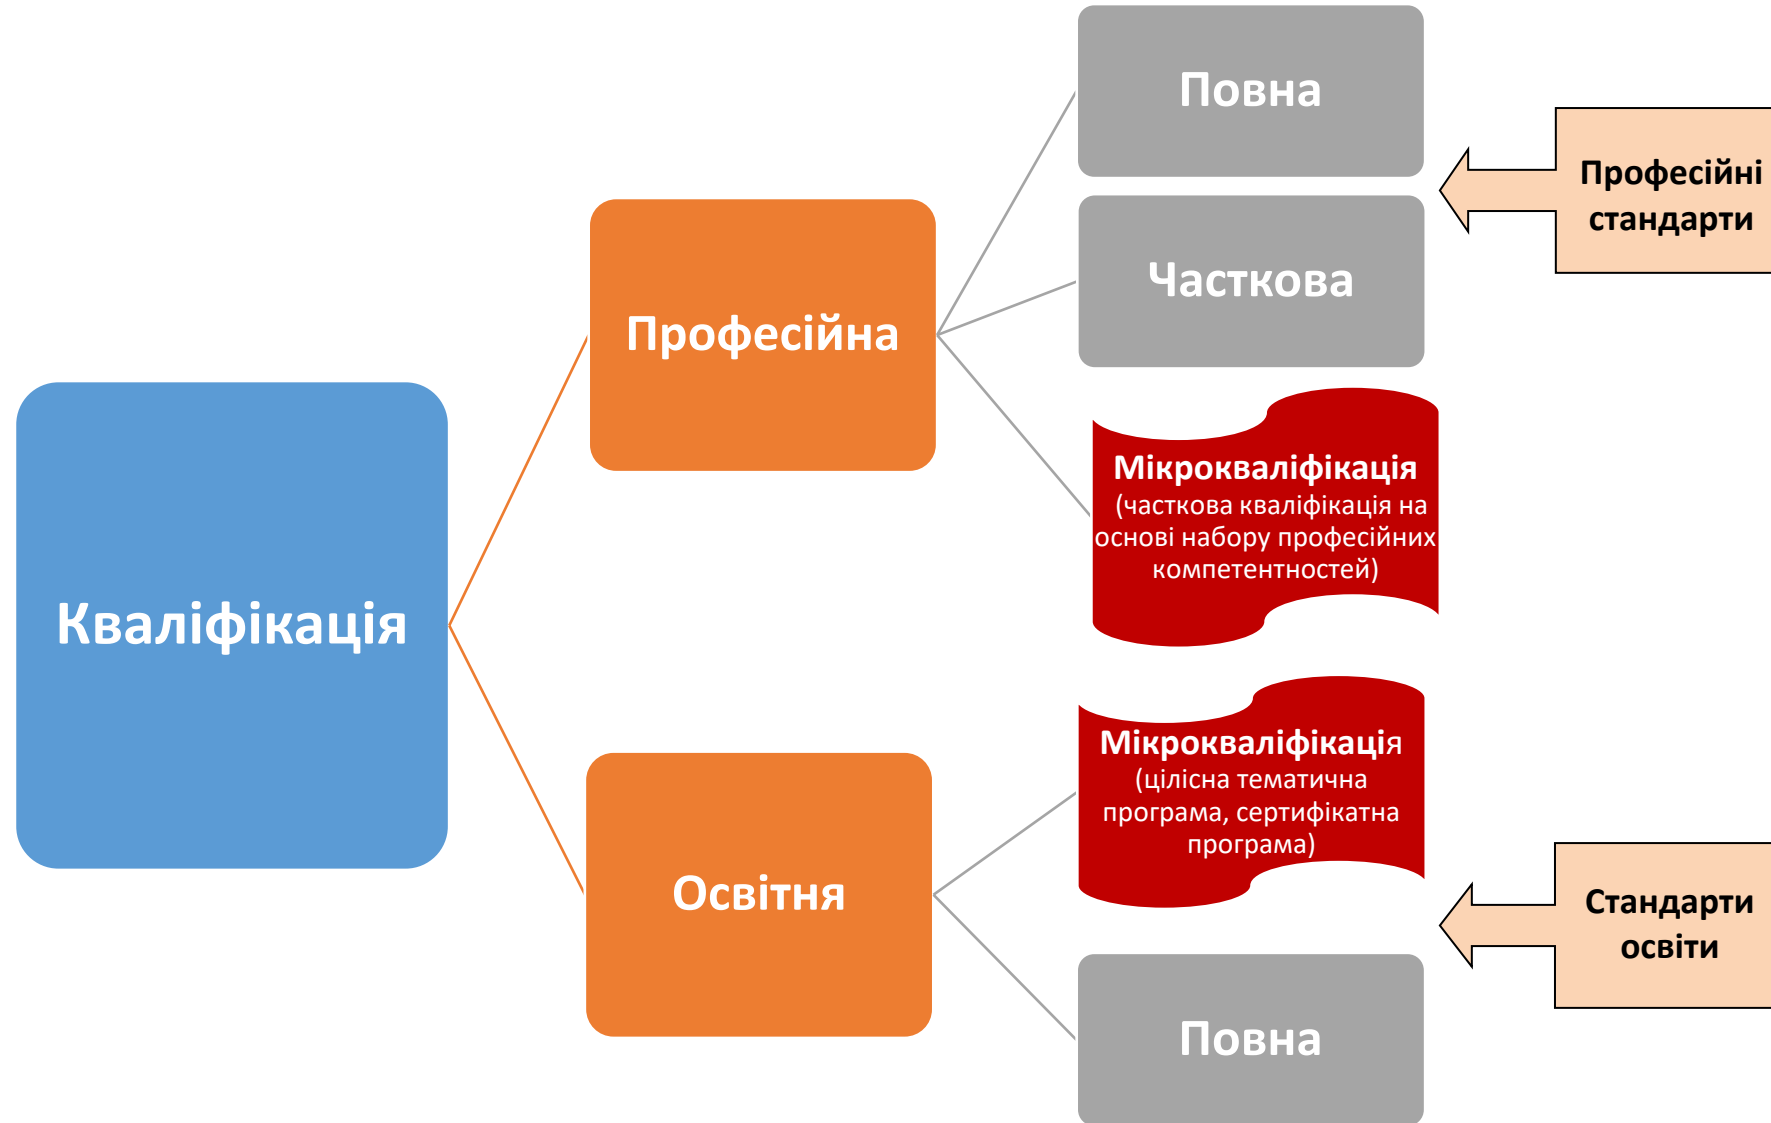 Кваліфікація
Професійна
Освітня
Повна
Часткова
Мікрокваліфікація
(часткова кваліфікація на
основі набору професійних
компетентностей)
Мікрокваліфікація
(цілісна тематична
програма, сертифікатна
програма)
Повна
Професійні
стандарти
Стандарти
освіти